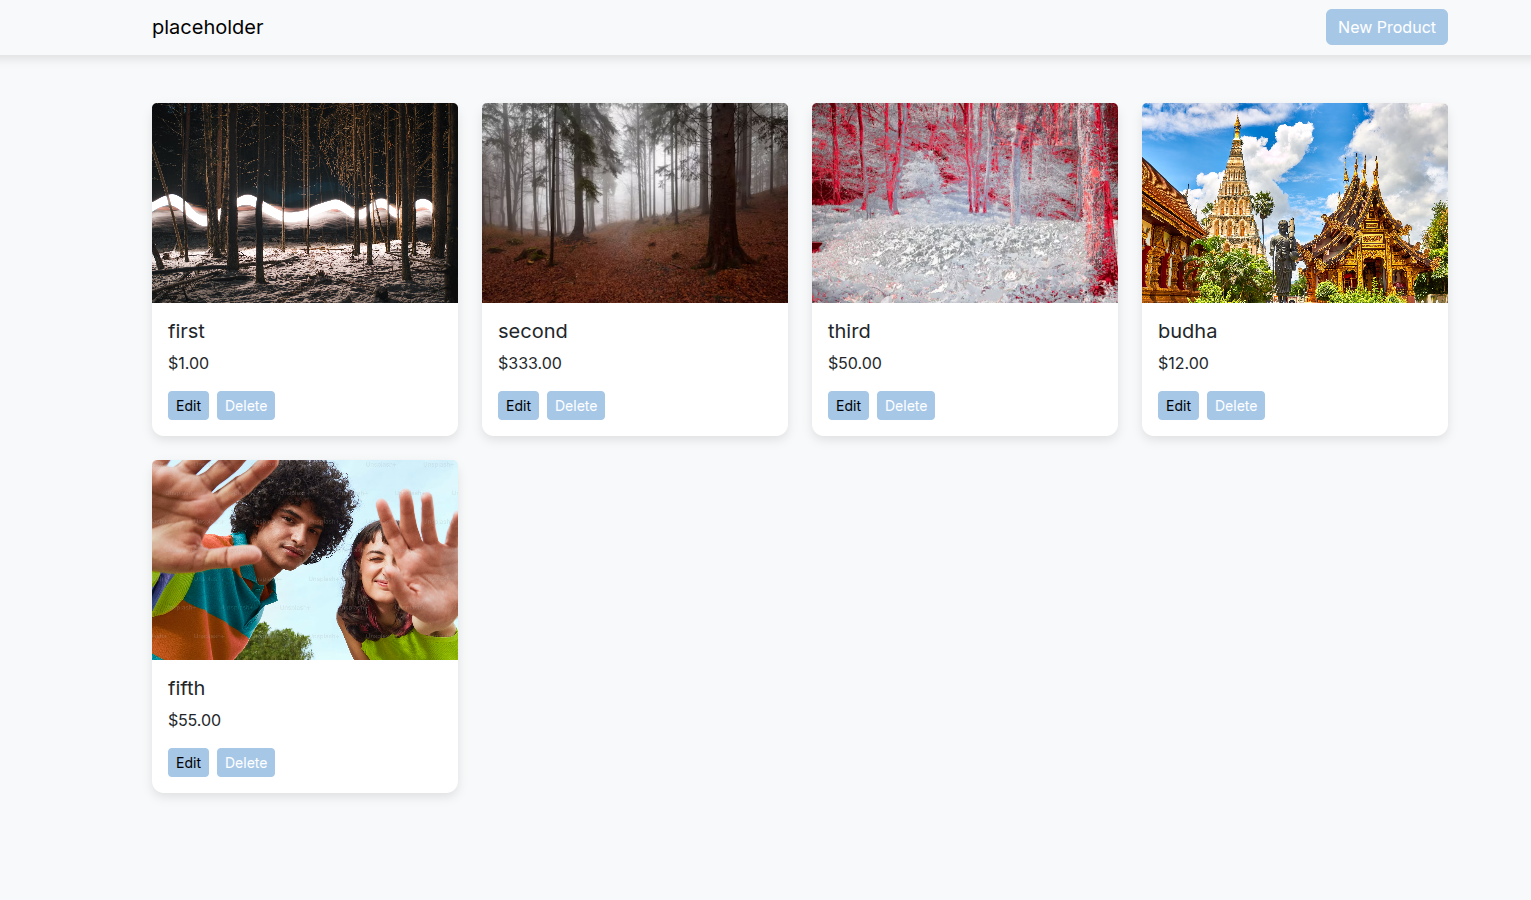 placeholder
New Product
first
$1.00
Edit Delete
second
$333.00
Edit Delete
third
$50.00
Edit Delete
budha
$12.00
Edit Delete
fifth
$55.00
Edit Delete